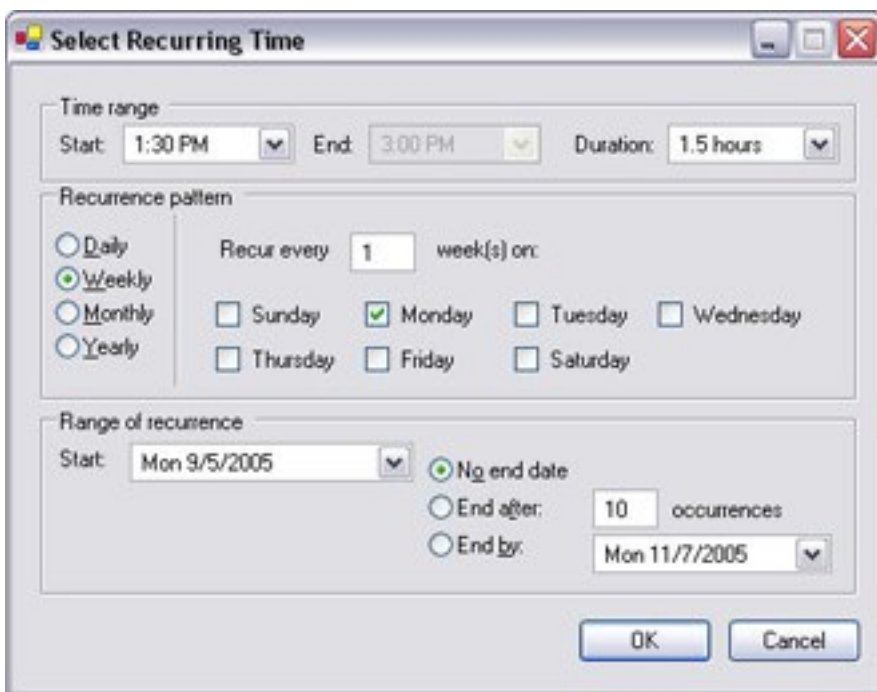 Select Recurring Time
Time range
Start: 1:30 PM End: 3:00 PM Duration: 1.5 hours
Recurrence pattern
Daily
Recur every 1 week(s) on:
Weekly
Monthly
Sunday Monday Tuesday Wednesday
Yearly
Thursday Friday Saturday
Range of recurrence
Start: Mon 9/5/2005
No end date
End after: 10 occurrences
End by: Mon 11/7/2005
OK Cancel